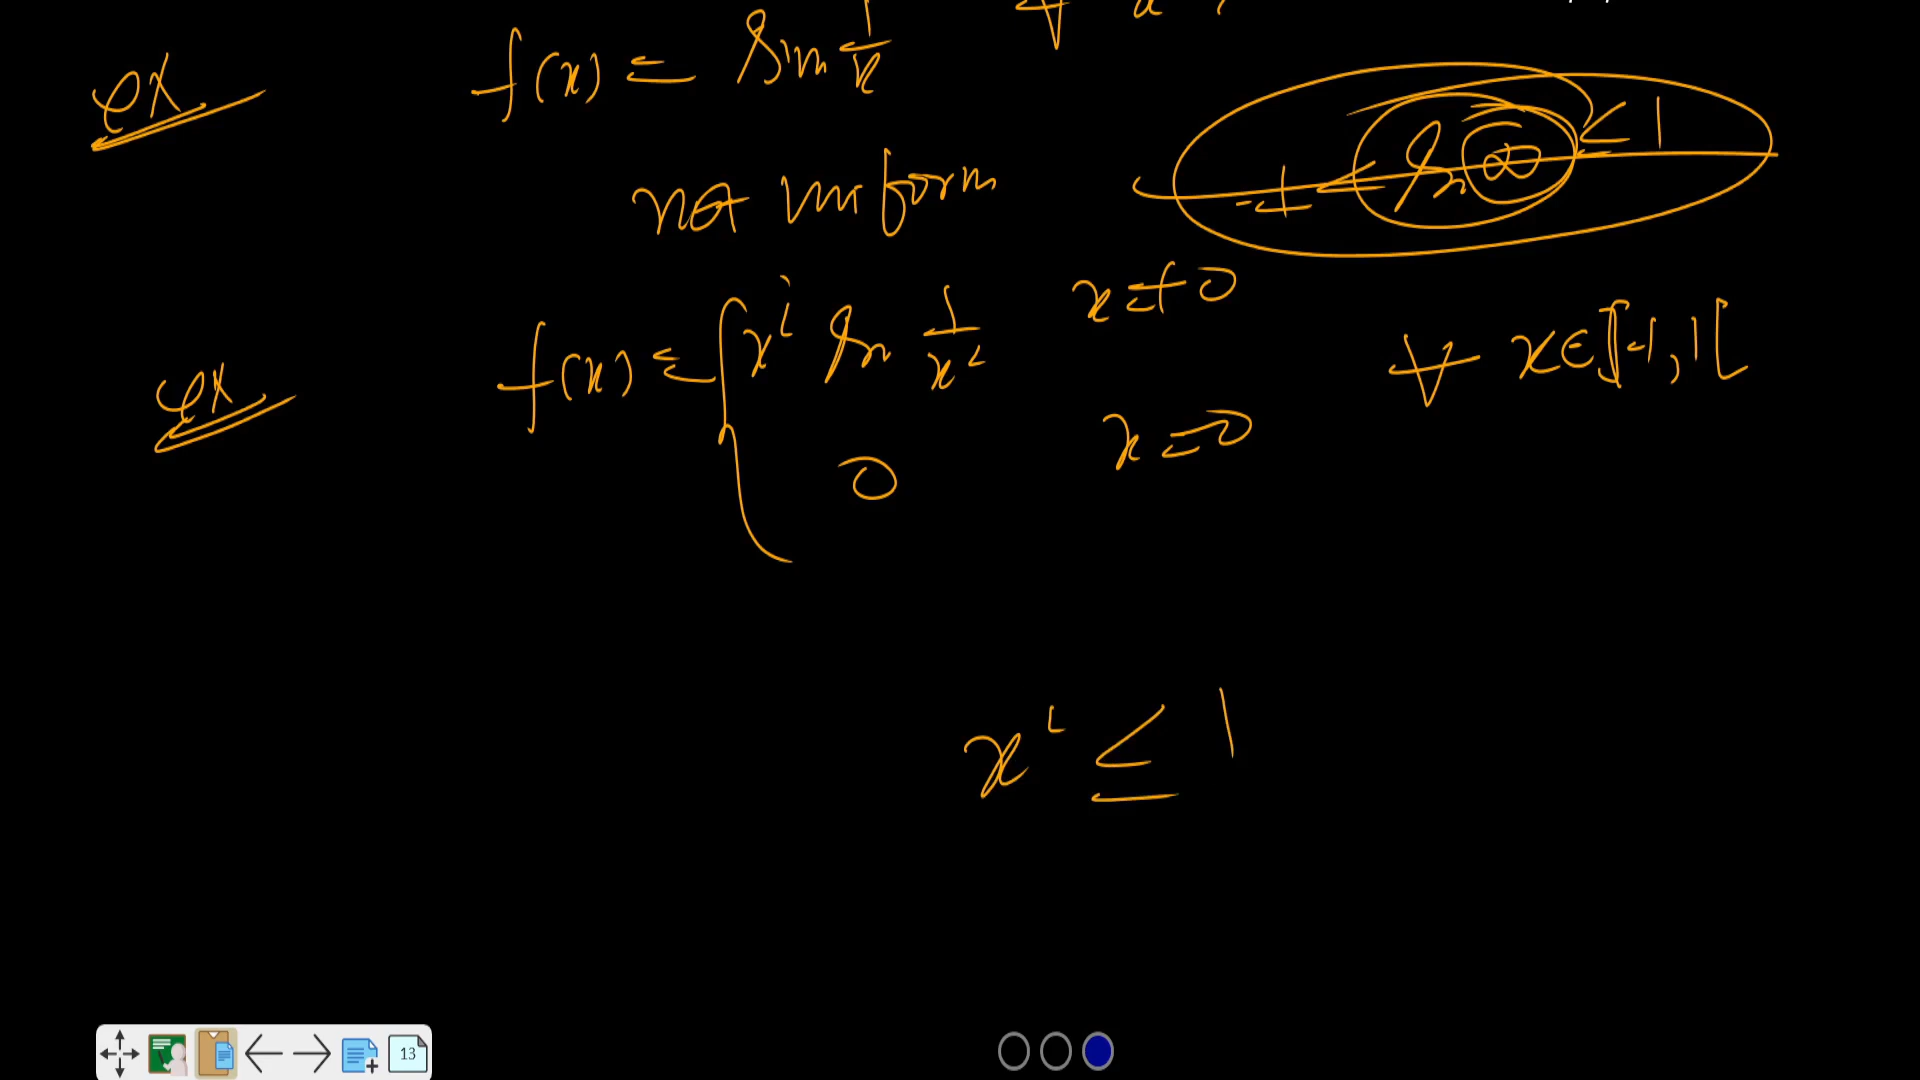 ex f(x) = Sin 1/x
-1 ≤ Sin ∞ ≤ 1
not uniform
ex f(x) = { x² Sin 1/x² x ≠ 0 ∀ x ∈ ]-1, 1[
0 x = 0
x² ≤ 1
13